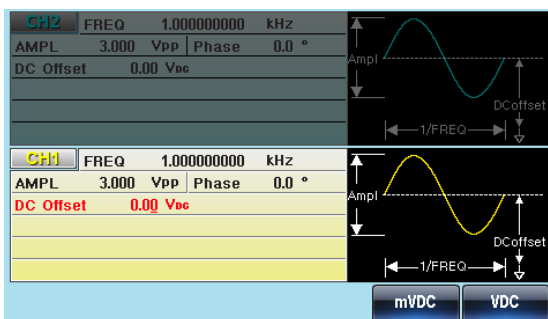 CH2 FREQ 1.000000000 kHz
AMPL 3.000 Vpp Phase 0.0 °
DC Offset 0.00 VDC
Ampl
DCoffset
1/FREQ
CH1 FREQ 1.000000000 kHz
AMPL 3.000 Vpp Phase 0.0 °
DC Offset 0.00 VDC
Ampl
DCoffset
1/FREQ
mVDC VDC